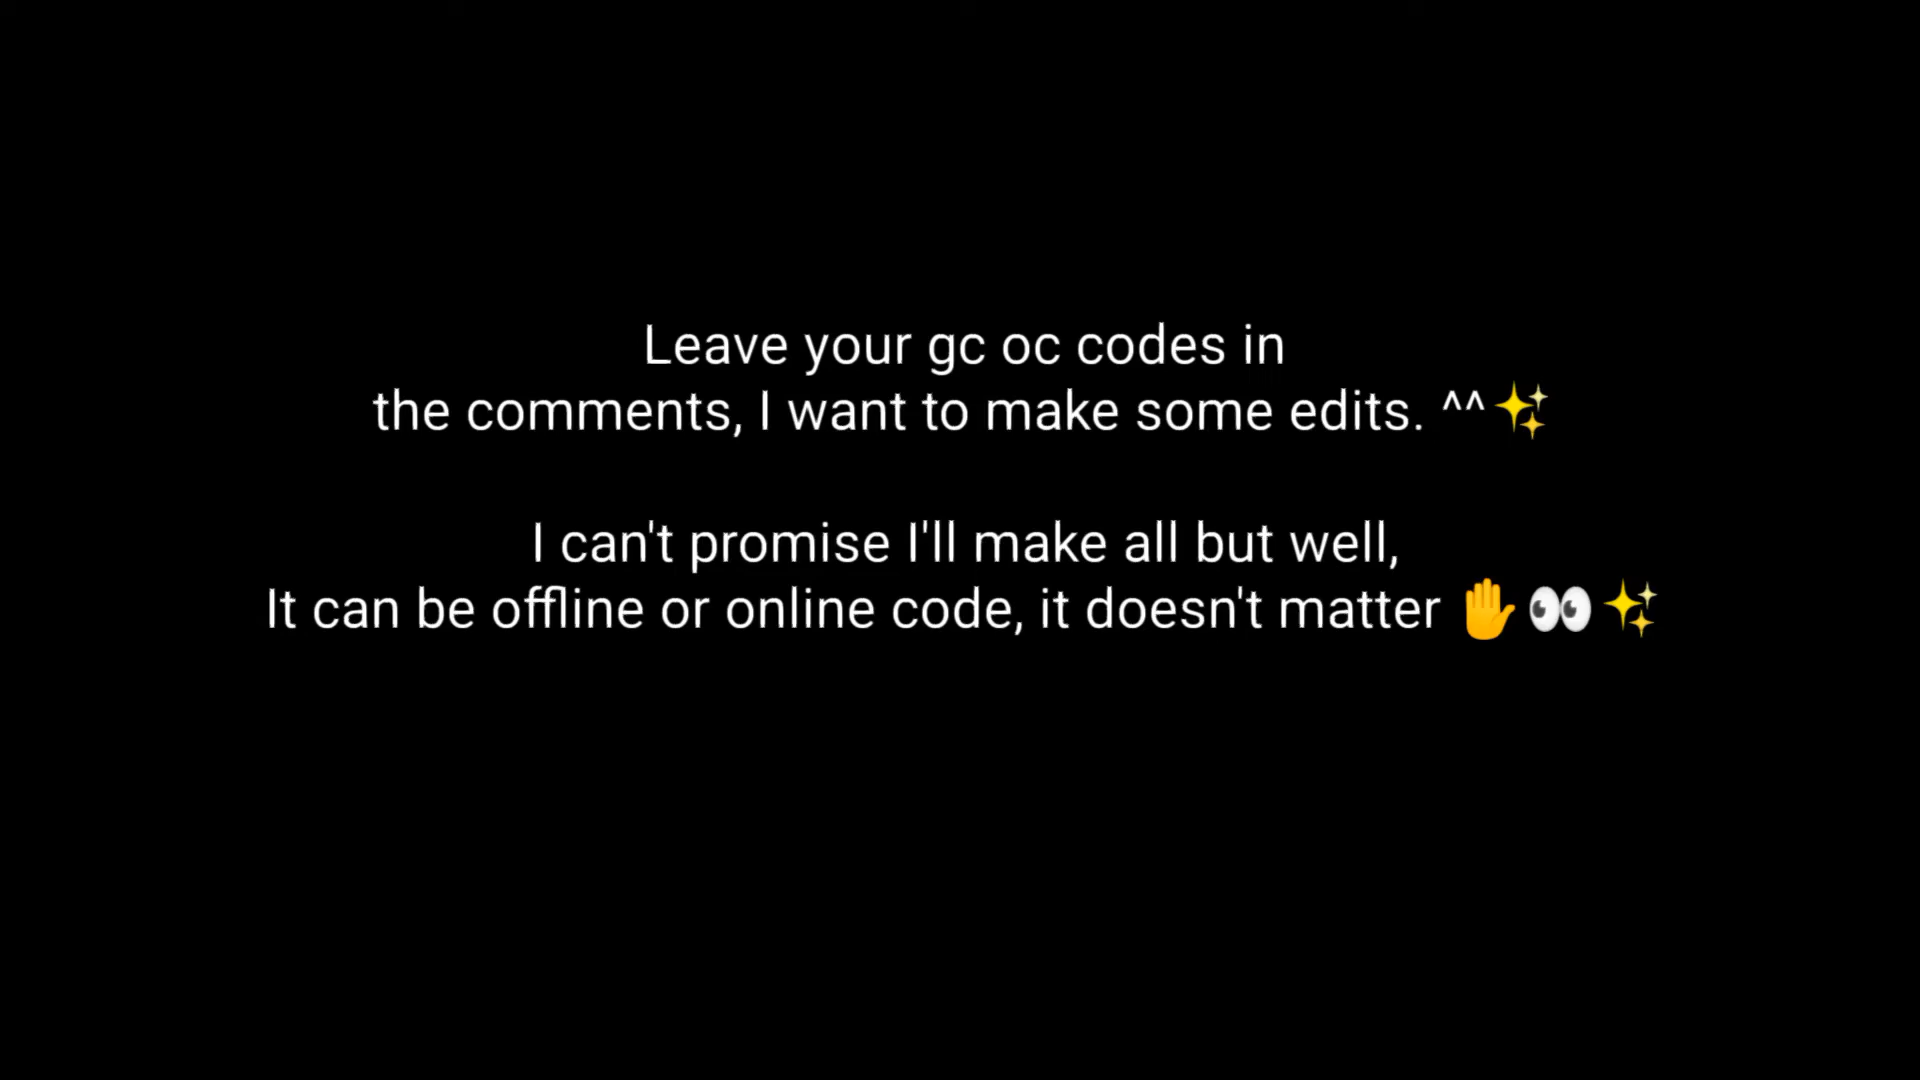 Leave your gc oc codes in
the comments, I want to make some edits. ^^✨
I can't promise I'll make all but well,
It can be offline or online code, it doesn't matter ✋👀✨